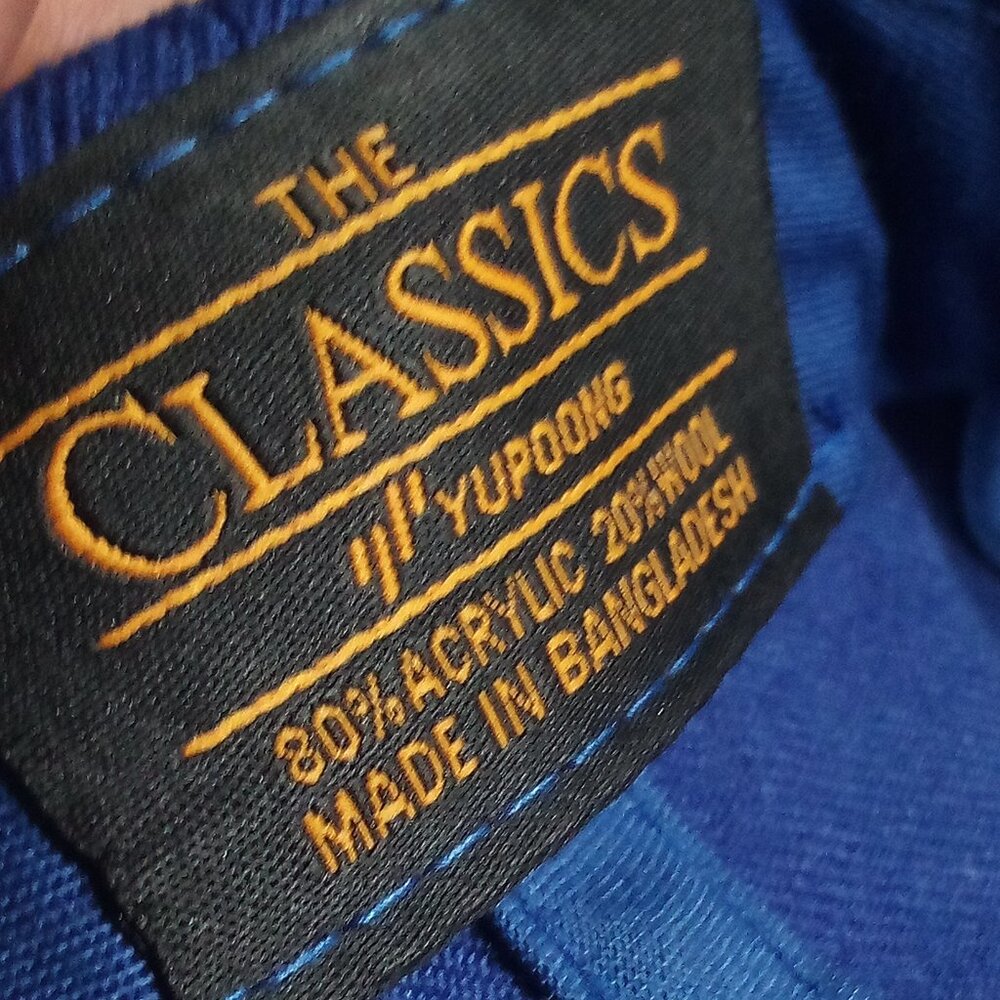 THE
CLASSICS
YUPOONG
80% ACRYLIC 20% WOOL
MADE IN BANGLADESH